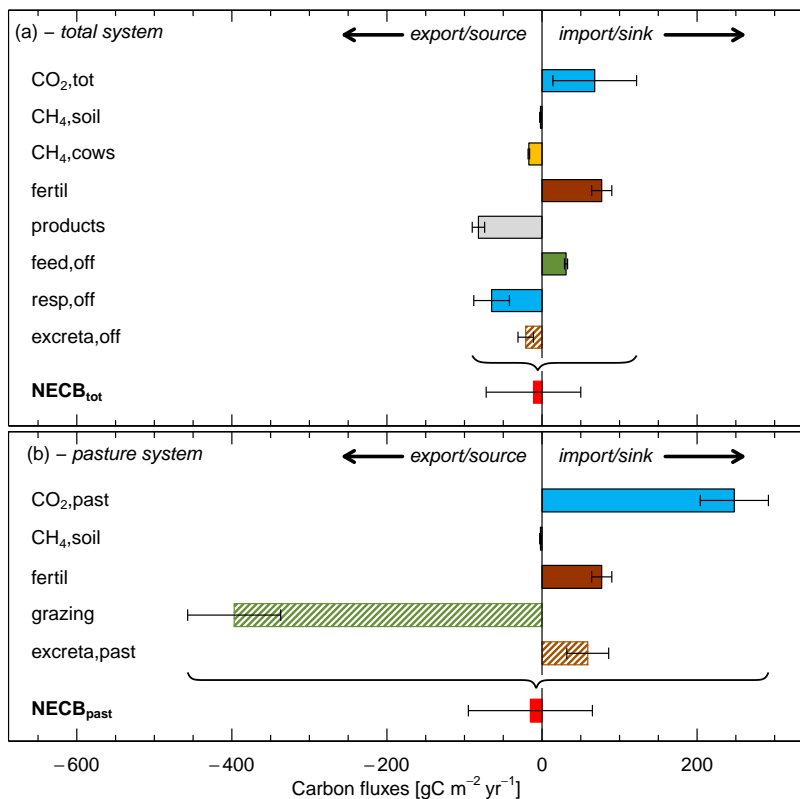 (a) – total system
export/source
import/sink
CO2,tot
CH4,soil
CH4,cows
fertil
products
feed,off
resp,off
excreta,off
NECBtot
(b) – pasture system
export/source
import/sink
CO2,past
CH4,soil
fertil
grazing
excreta,past
NECBpast
−600 −400 −200 0 200
Carbon fluxes [gC m−2 yr−1]